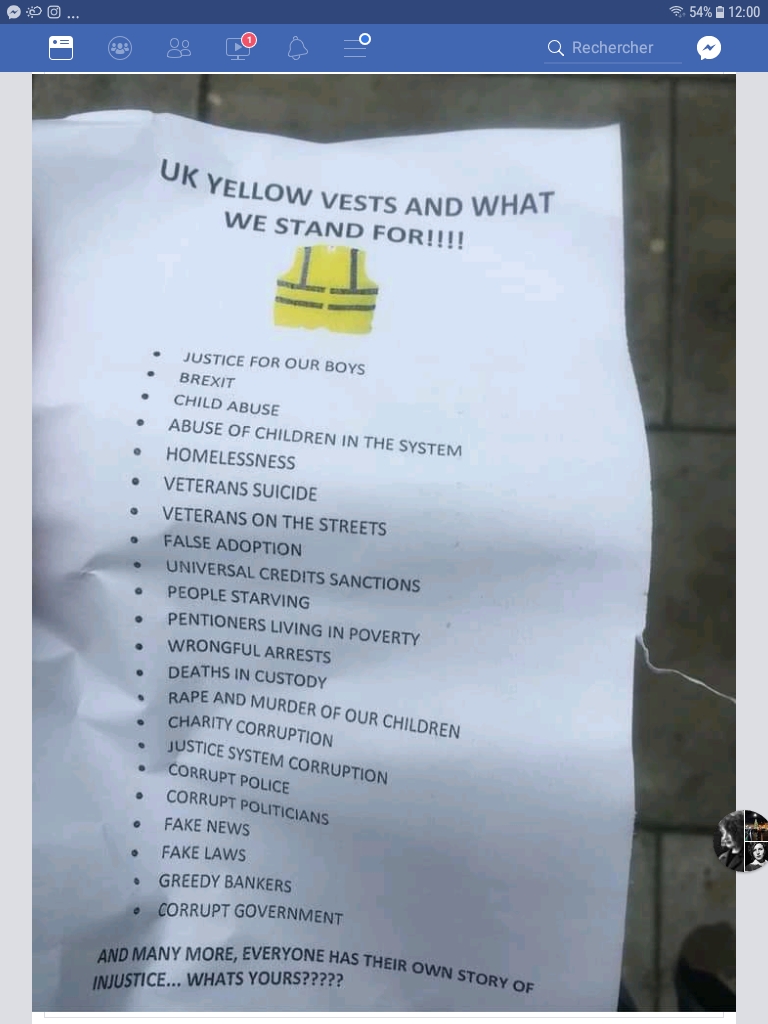 ...
54% 12:00
1
Rechercher
UK YELLOW VESTS AND WHAT
WE STAND FOR!!!!
• JUSTICE FOR OUR BOYS
• BREXIT
• CHILD ABUSE
• ABUSE OF CHILDREN IN THE SYSTEM
• HOMELESSNESS
• VETERANS SUICIDE
• VETERANS ON THE STREETS
• FALSE ADOPTION
• UNIVERSAL CREDITS SANCTIONS
• PEOPLE STARVING
• PENTIONERS LIVING IN POVERTY
• WRONGFUL ARRESTS
• DEATHS IN CUSTODY
• RAPE AND MURDER OF OUR CHILDREN
• CHARITY CORRUPTION
• JUSTICE SYSTEM CORRUPTION
• CORRUPT POLICE
• CORRUPT POLITICIANS
• FAKE NEWS
• FAKE LAWS
• GREEDY BANKERS
• CORRUPT GOVERNMENT
AND MANY MORE, EVERYONE HAS THEIR OWN STORY OF
INJUSTICE... WHATS YOURS?????